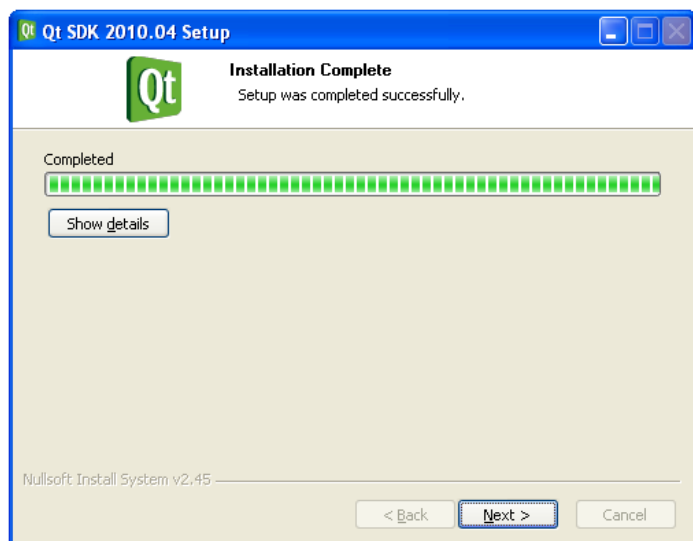 Qt SDK 2010.04 Setup
Qt
Installation Complete
Setup was completed successfully.
Completed
Show details
Nullsoft Install System v2.45
< Back
Next >
Cancel